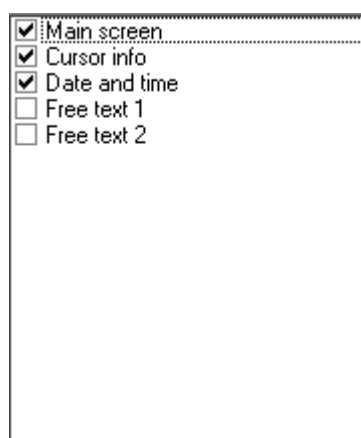 Main screen
Cursor info
Date and time
Free text 1
Free text 2